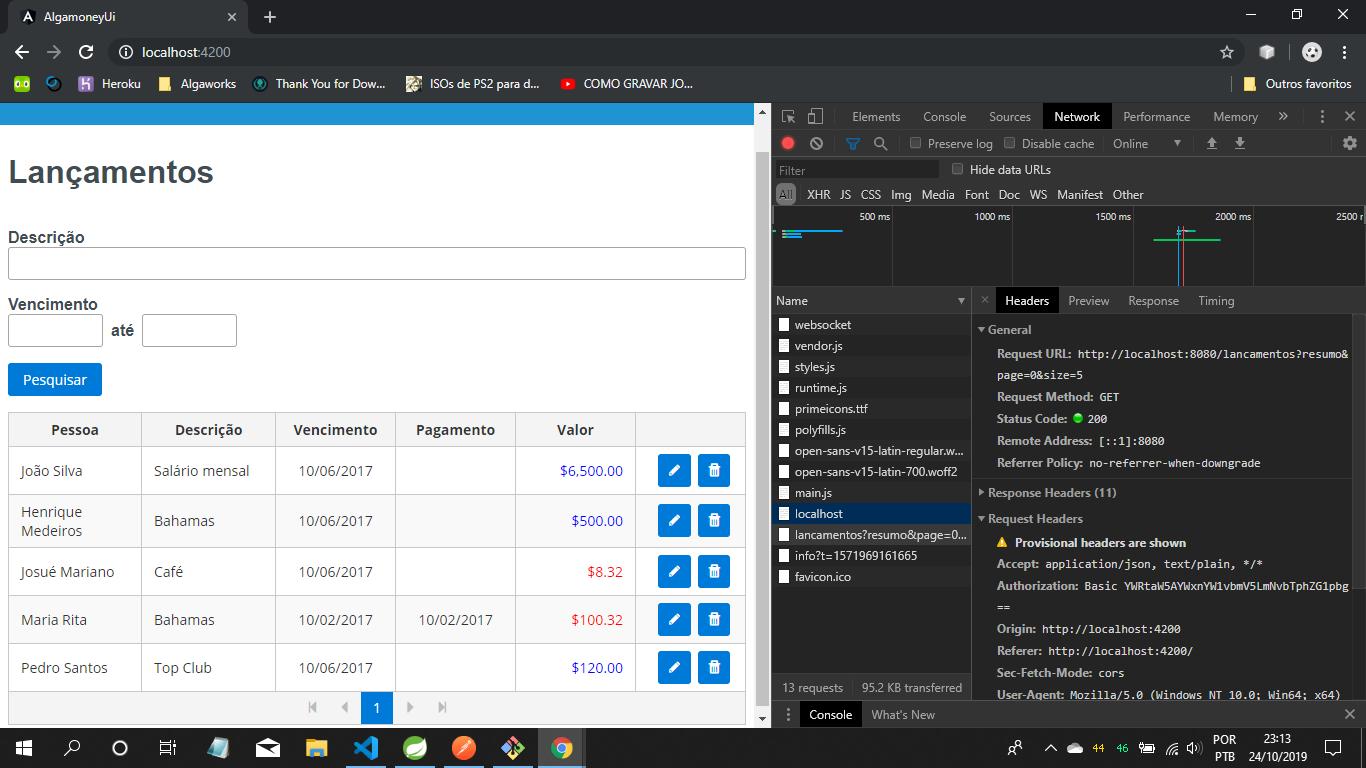 AlgamoneyUi
localhost:4200
Heroku
Algaworks
Thank You for Dow...
ISOs de PS2 para d...
COMO GRAVAR JO...
Outros favoritos
Lançamentos
Descrição
Vencimento
até
Pesquisar
Pessoa Descrição Vencimento Pagamento Valor
João Silva Salário mensal 10/06/2017 $6,500.00
Henrique Medeiros Bahamas 10/06/2017 $500.00
Josué Mariano Café 10/06/2017 $8.32
Maria Rita Bahamas 10/02/2017 10/02/2017 $100.32
Pedro Santos Top Club 10/06/2017 $120.00
1
Elements Console Sources Network Performance Memory
Preserve log Disable cache Online
Filter Hide data URLs
All XHR JS CSS Img Media Font Doc WS Manifest Other
500 ms 1000 ms 1500 ms 2000 ms 2500 r
Name
websocket
vendor.js
styles.js
runtime.js
primeicons.ttf
polyfills.js
open-sans-v15-latin-regular.w...
open-sans-v15-latin-700.woff2
main.js
localhost
lancamentos?resumo&page=0...
info?t=1571969161665
favicon.ico
13 requests 95.2 KB transferred
Headers Preview Response Timing
General
Request URL: http://localhost:8080/lancamentos?resumo&
page=0&size=5
Request Method: GET
Status Code: 200
Remote Address: [::1]:8080
Referrer Policy: no-referrer-when-downgrade
Response Headers (11)
Request Headers
Provisional headers are shown
Accept: application/json, text/plain, */*
Authorization: Basic YWRtaW5AYWxnYW1vbmV5LmNvbTphZG1pbg
==
Origin: http://localhost:4200
Referer: http://localhost:4200/
Sec-Fetch-Mode: cors
User-Agent: Mozilla/5.0 (Windows NT 10.0; Win64; x64)
Console What's New
44 46
POR
PTB
23:13
24/10/2019